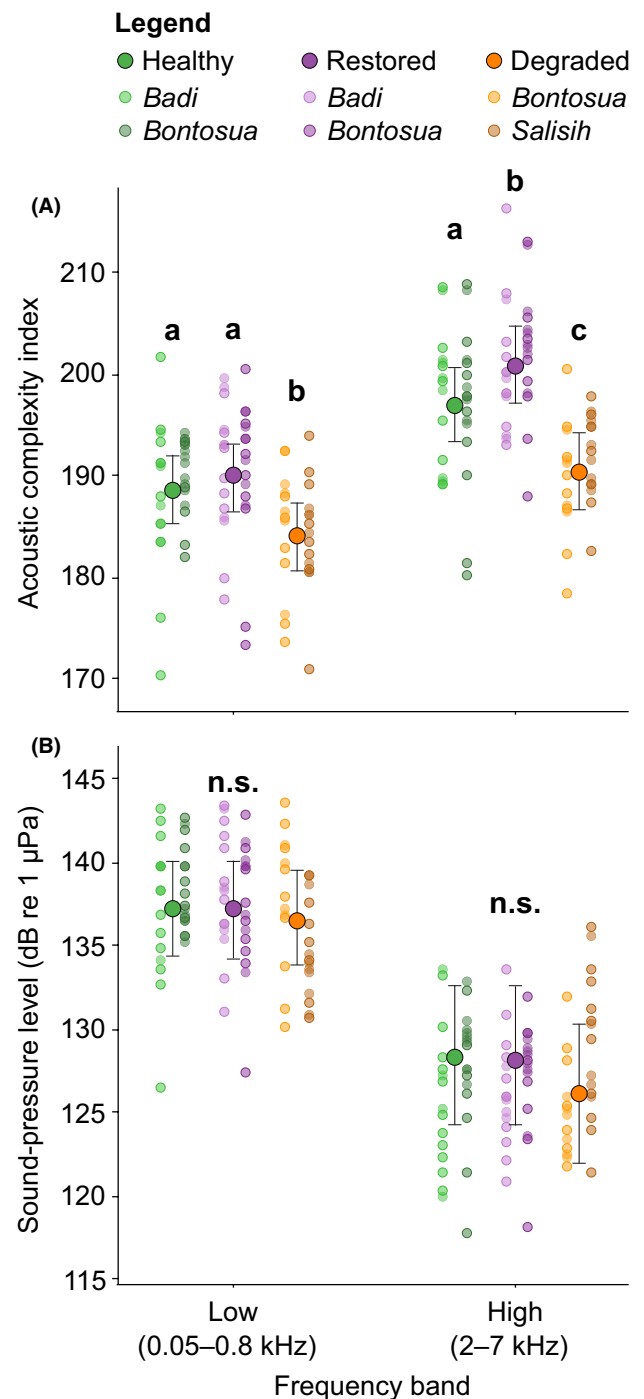 Legend
Healthy Restored Degraded
Badi Badi Bontosua
Bontosua Bontosua Salisih
(A)
b
a
210
a a
c
200
b
190
180
170
Acoustic complexity index
(B)
145
n.s.
140
n.s.
135
130
125
120
115
Sound-pressure level (dB re 1 µPa)
Low High
(0.05–0.8 kHz) (2–7 kHz)
Frequency band